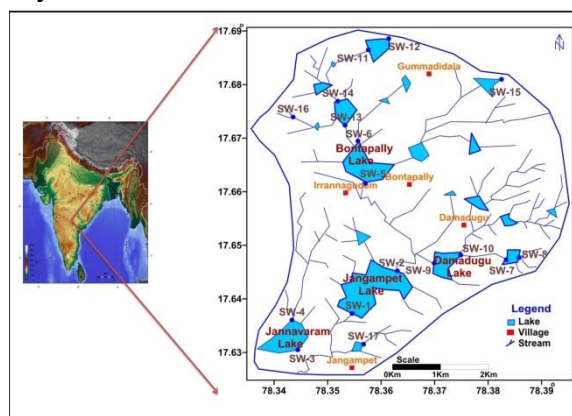 17.69°
N
SW-12
SW-11
Gummadidala
17.68
SW-14
SW-15
SW-16
SW-13
17.67
SW-6
Bontapally
Lake
SW-5
Bontapally
17.66
Irrannagudem
Damadugu
17.65
SW-2
SW-10
SW-9
Damadugu
Lake
SW-8
SW-7
Jangampet
Lake
17.64
SW-1
SW-4
Legend
Lake
Village
Stream
Jannavaram
Lake
SW-17
17.63
SW-3
Jangampet
Scale
0Km 1Km 2Km
78.34 78.35 78.36 78.37 78.38 78.39°